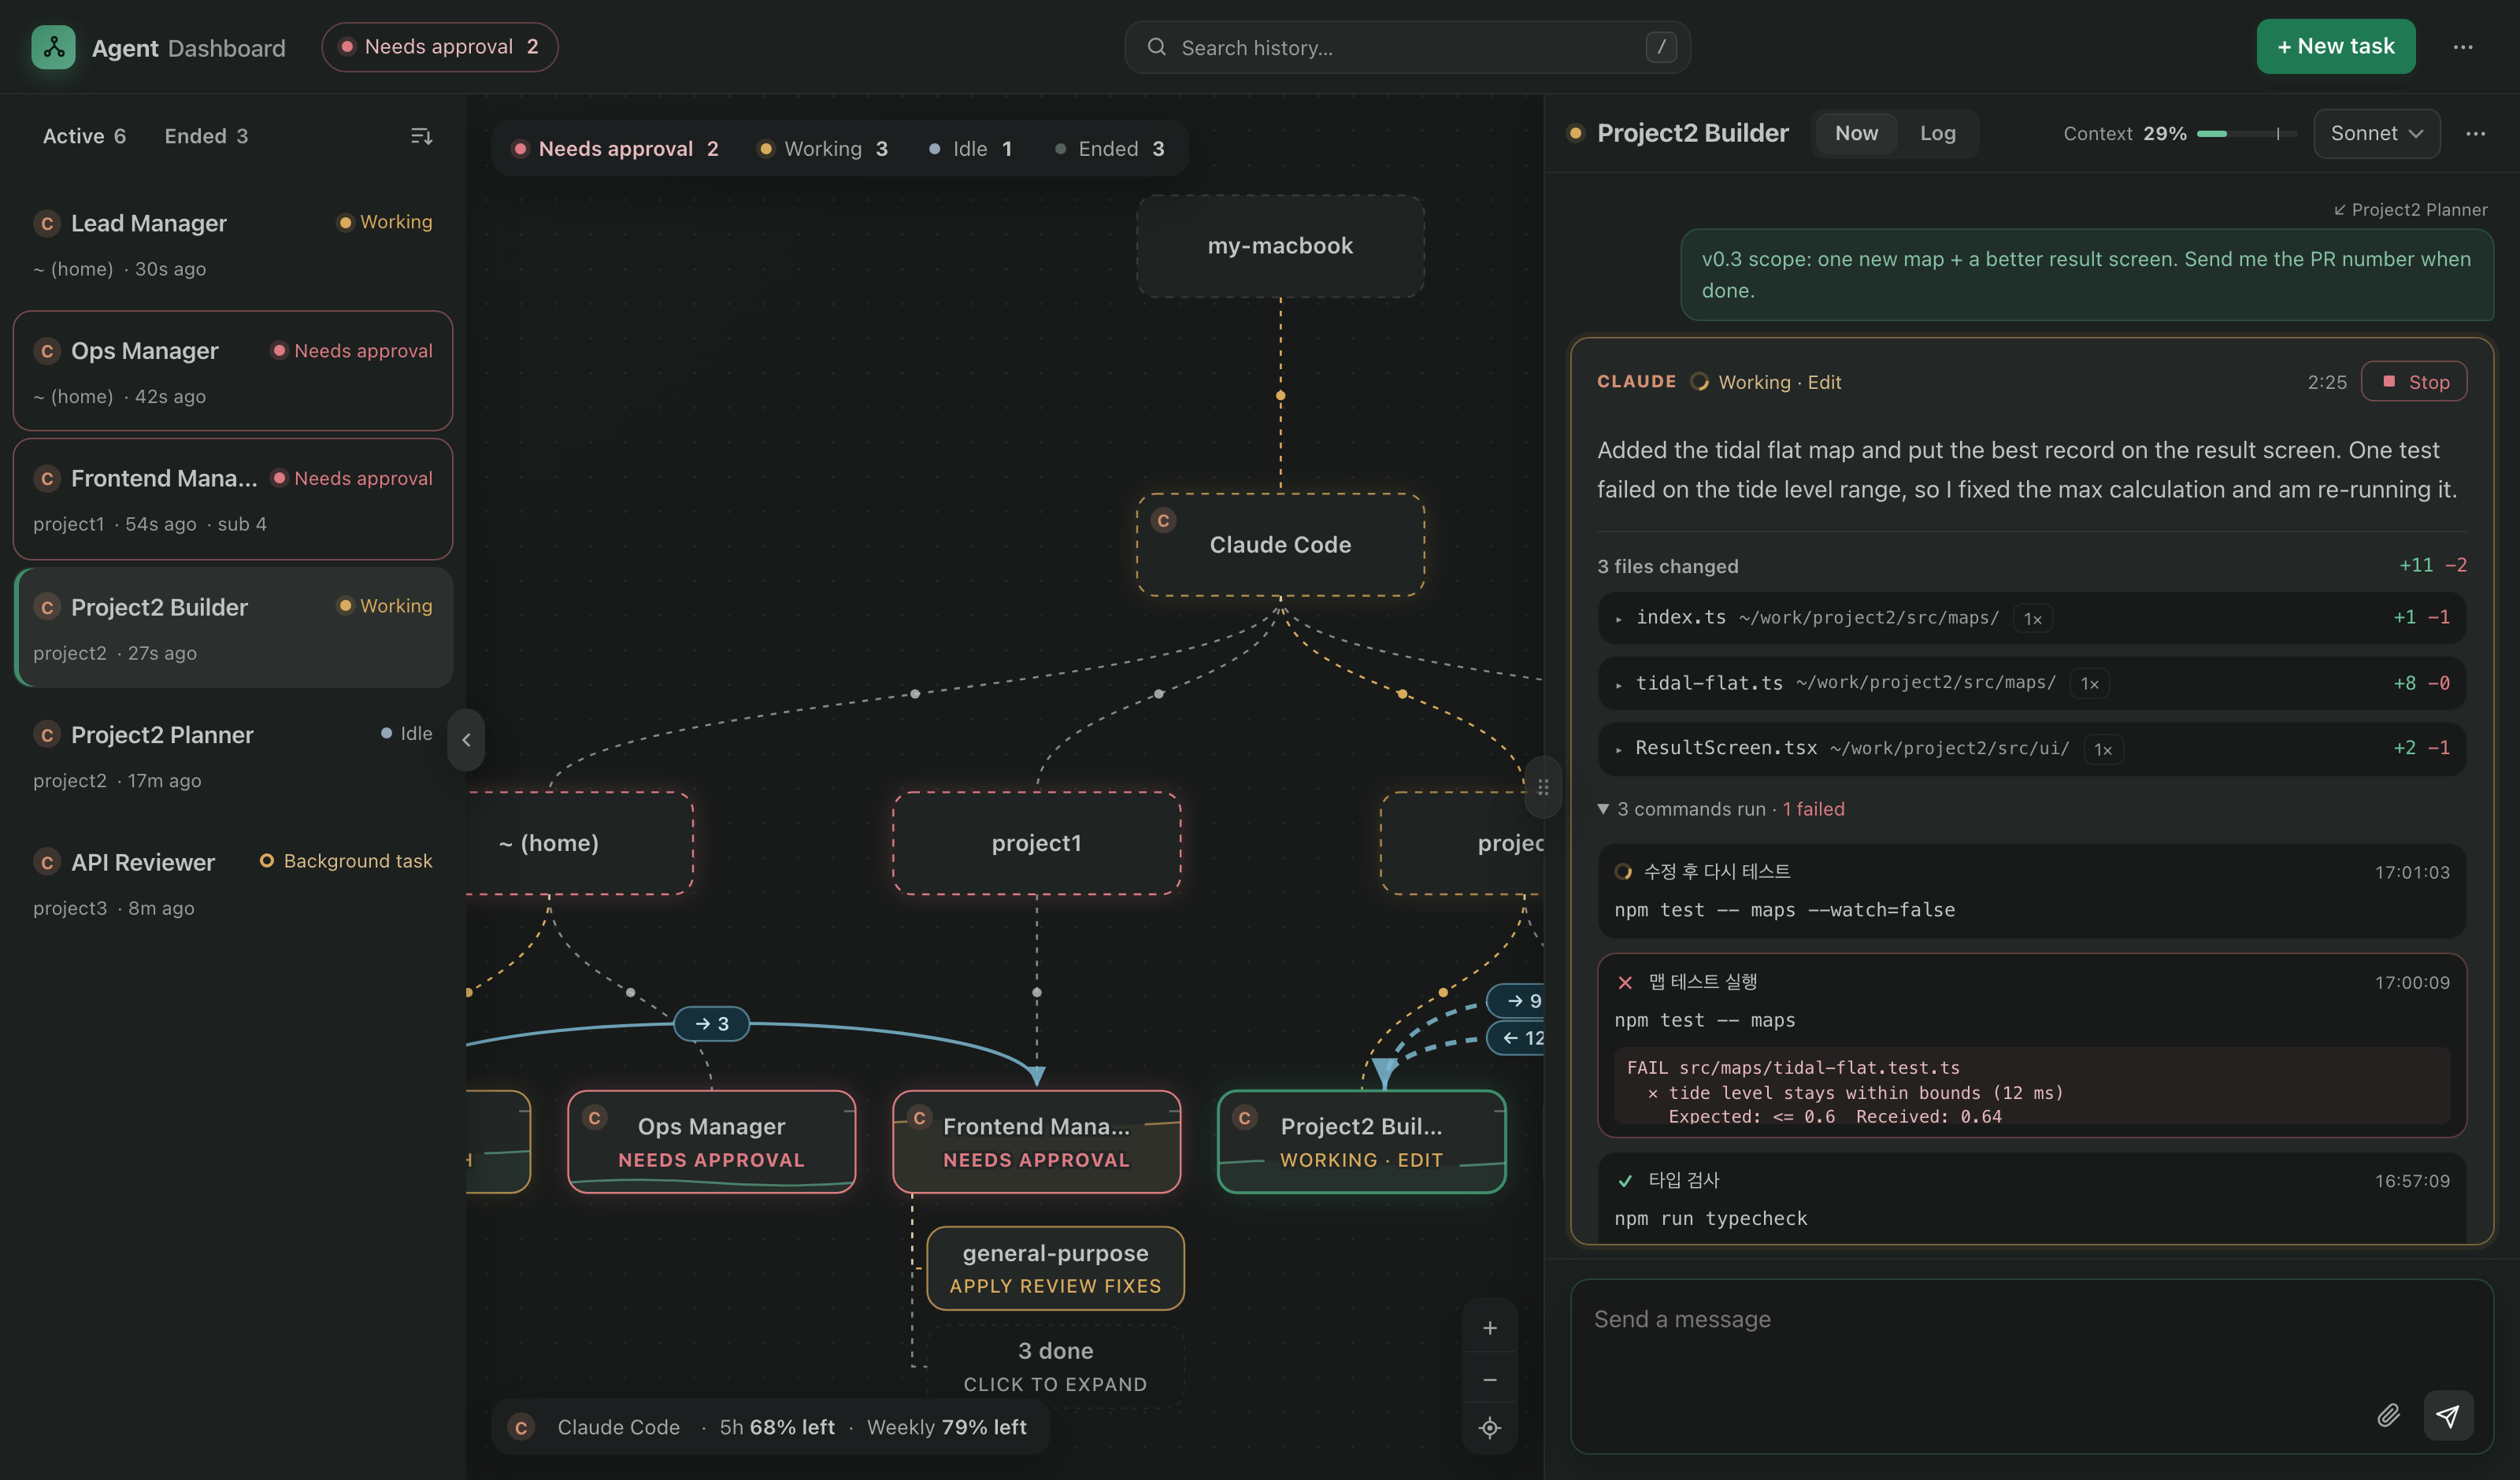 Agent Dashboard
Needs approval 2
Search history... /
+ New task
Active 6 Ended 3
C Lead Manager Working
~ (home) · 30s ago
C Ops Manager Needs approval
~ (home) · 42s ago
C Frontend Mana... Needs approval
project1 · 54s ago · sub 4
C Project2 Builder Working
project2 · 27s ago
C Project2 Planner Idle
project2 · 17m ago
C API Reviewer Background task
project3 · 8m ago
Needs approval 2 Working 3 Idle 1 Ended 3
my-macbook
C Claude Code
~ (home)
project1
projec
→ 3
→ 9
← 12
C Ops Manager
NEEDS APPROVAL
C Frontend Mana...
NEEDS APPROVAL
C Project2 Buil...
WORKING · EDIT
general-purpose
APPLY REVIEW FIXES
3 done
CLICK TO EXPAND
C Claude Code · 5h 68% left · Weekly 79% left
+
−
Project2 Builder Now Log Context 29% Sonnet
↙ Project2 Planner
v0.3 scope: one new map + a better result screen. Send me the PR number when
done.
CLAUDE Working · Edit 2:25 Stop
Added the tidal flat map and put the best record on the result screen. One test
failed on the tide level range, so I fixed the max calculation and am re-running it.
3 files changed +11 −2
▸ index.ts ~/work/project2/src/maps/ 1× +1 −1
▸ tidal-flat.ts ~/work/project2/src/maps/ 1× +8 −0
▸ ResultScreen.tsx ~/work/project2/src/ui/ 1× +2 −1
▼ 3 commands run · 1 failed
수정 후 다시 테스트 17:01:03
npm test -- maps --watch=false
✕ 맵 테스트 실행 17:00:09
npm test -- maps
FAIL src/maps/tidal-flat.test.ts
× tide level stays within bounds (12 ms)
Expected: <= 0.6 Received: 0.64
✓ 타입 검사 16:57:09
npm run typecheck
Send a message